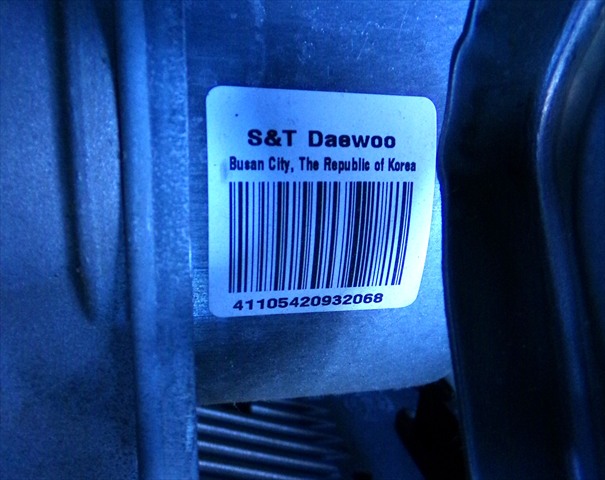 S&T Daewoo
Busan City, The Republic of Korea
41105420932068